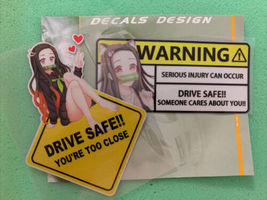 DECALS DESIGN
WARNING
SERIOUS INJURY CAN OCCUR
DRIVE SAFE!!
SOMEONE CARES ABOUT YOU!!
DRIVE SAFE!!
YOU'RE TOO CLOSE